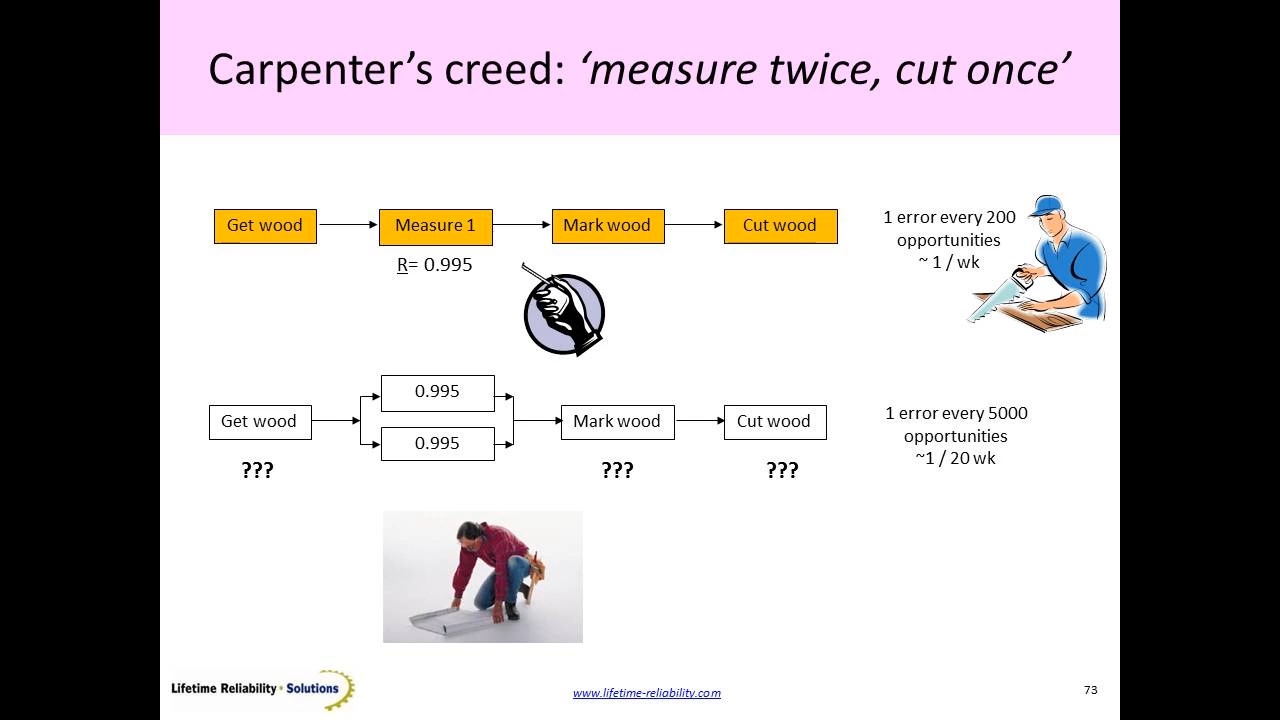 Carpenter's creed: ‘measure twice, cut once’
Get wood
Measure 1
Mark wood
Cut wood
R= 0.995
1 error every 200
opportunities
~ 1 / wk
Get wood
0.995
0.995
Mark wood
Cut wood
???
???
???
1 error every 5000
opportunities
~1 / 20 wk
Lifetime Reliability • Solutions
www.lifetime-reliability.com
73